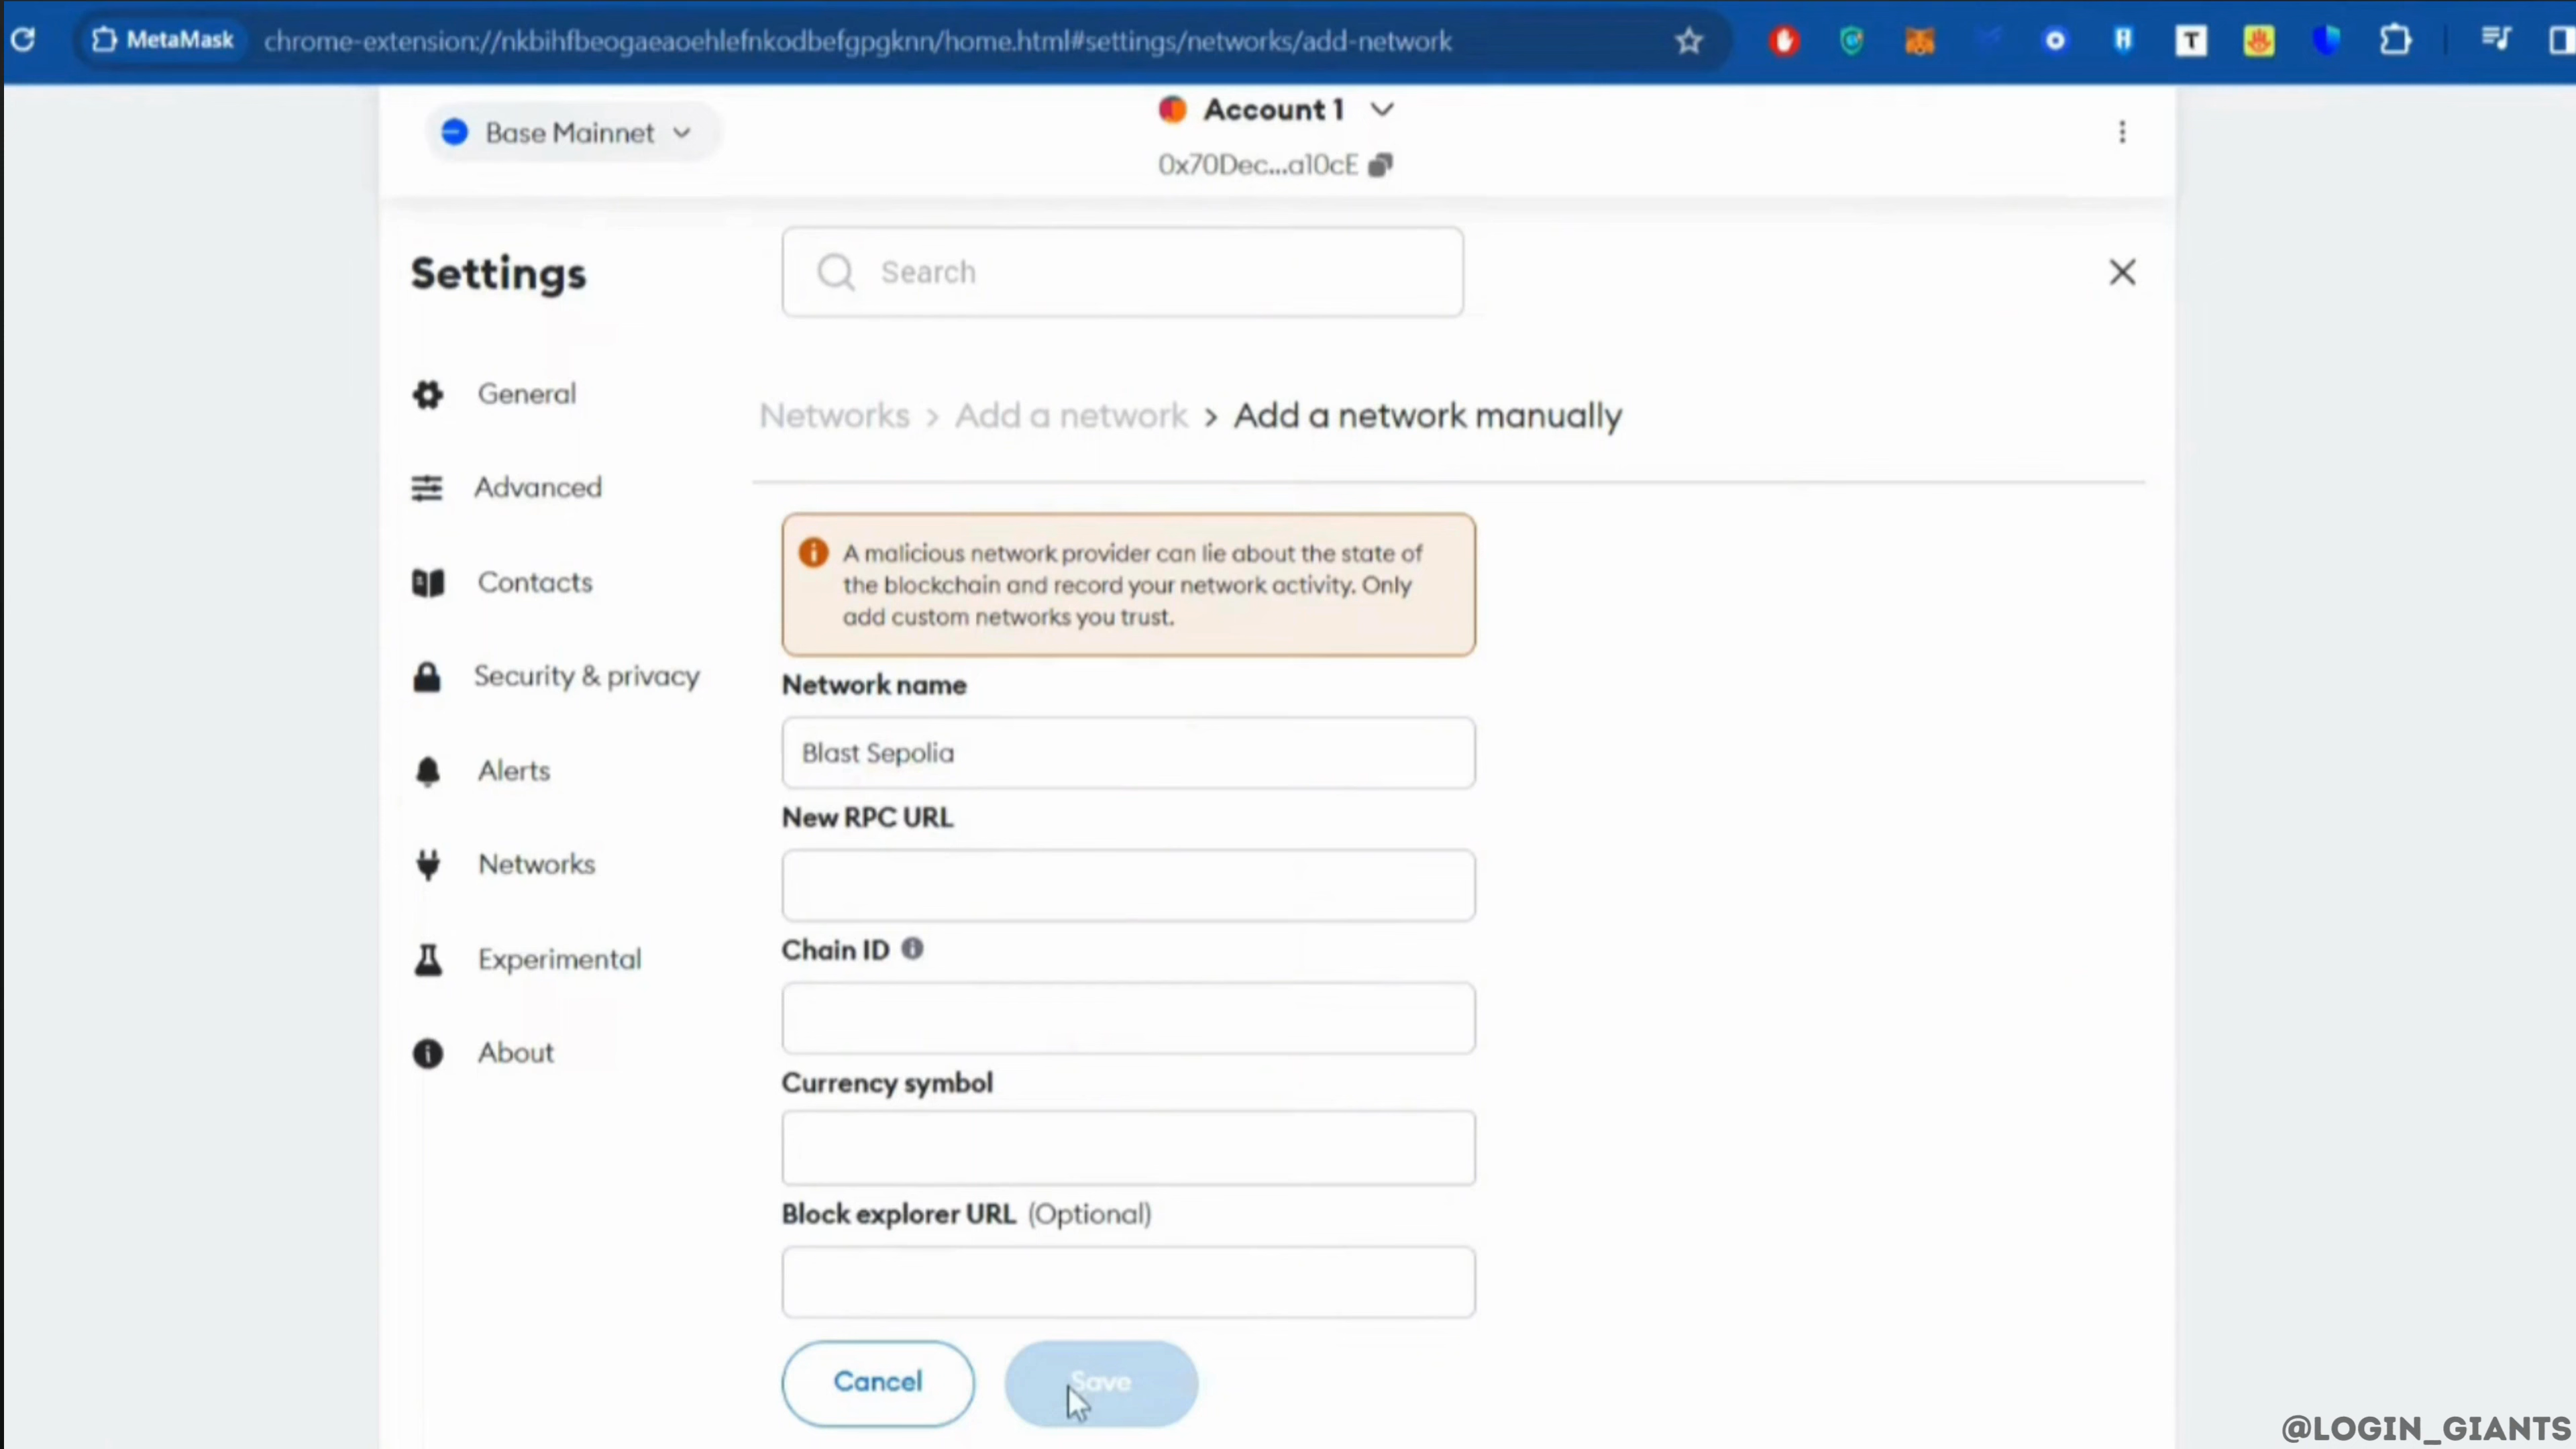 MetaMask
chrome-extension://nkbihfbeogaeaoehlefnkodbefgpgknn/home.html#settings/networks/add-network
T
Base Mainnet
Account 1
0x70Dec...a10cE
Settings
Search
General
Advanced
Contacts
Security & privacy
Alerts
Networks
Experimental
About
Networks > Add a network > Add a network manually
A malicious network provider can lie about the state of
the blockchain and record your network activity. Only
add custom networks you trust.
Network name
Blast Sepolia
New RPC URL
Chain ID
Currency symbol
Block explorer URL (Optional)
Cancel
Save
@LOGIN_GIANTS